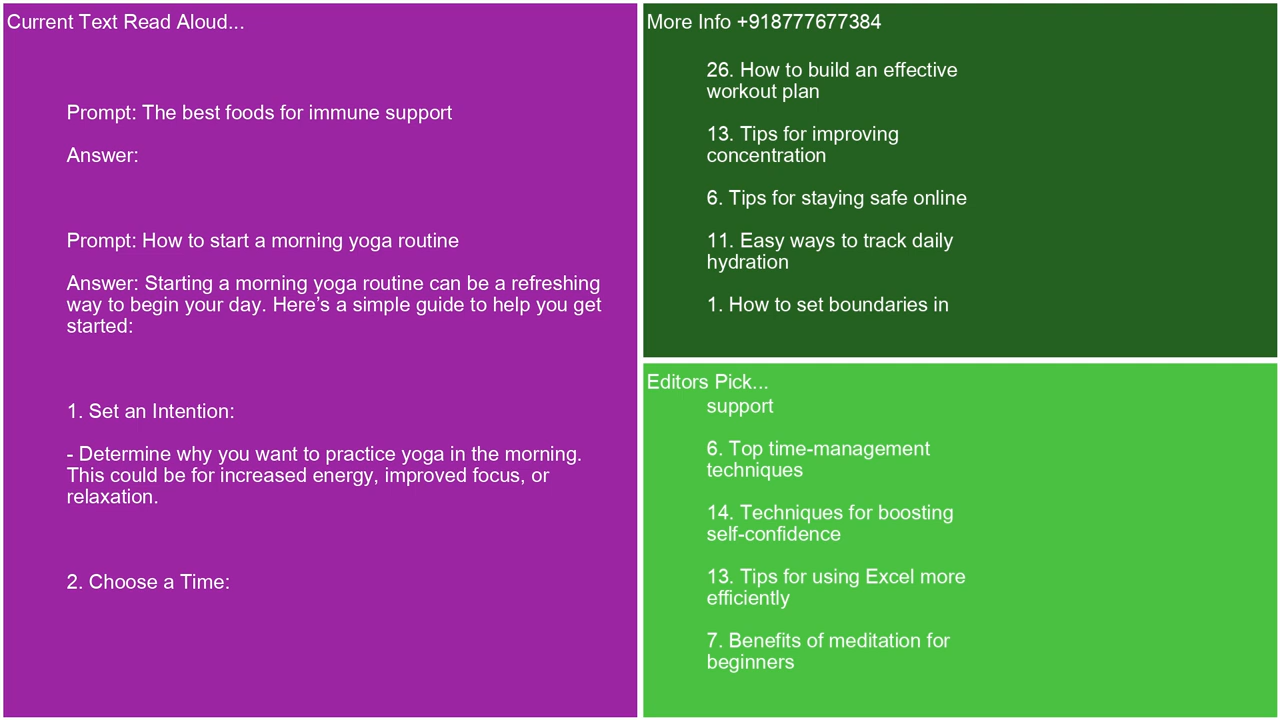 Current Text Read Aloud...
Prompt: The best foods for immune support
Answer:
Prompt: How to start a morning yoga routine
Answer: Starting a morning yoga routine can be a refreshing
way to begin your day. Here’s a simple guide to help you get
started:
1. Set an Intention:
- Determine why you want to practice yoga in the morning.
This could be for increased energy, improved focus, or
relaxation.
2. Choose a Time:
More Info +918777677384
26. How to build an effective
workout plan
13. Tips for improving
concentration
6. Tips for staying safe online
11. Easy ways to track daily
hydration
1. How to set boundaries in
Editors Pick...
support
6. Top time-management
techniques
14. Techniques for boosting
self-confidence
13. Tips for using Excel more
efficiently
7. Benefits of meditation for
beginners